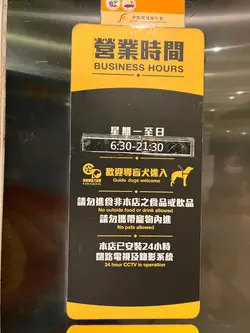 營業時間
BUSINESS HOURS
星期一至日
6:30-21:30
歡迎導盲犬進入
Guide dogs welcome
請勿進食非本店之食品或飲品
No outside food or drink allowed
請勿攜帶寵物內進
No pets allowed
本店已安裝24小時
閉路電視及錄影系統
24 hour CCTV in operation